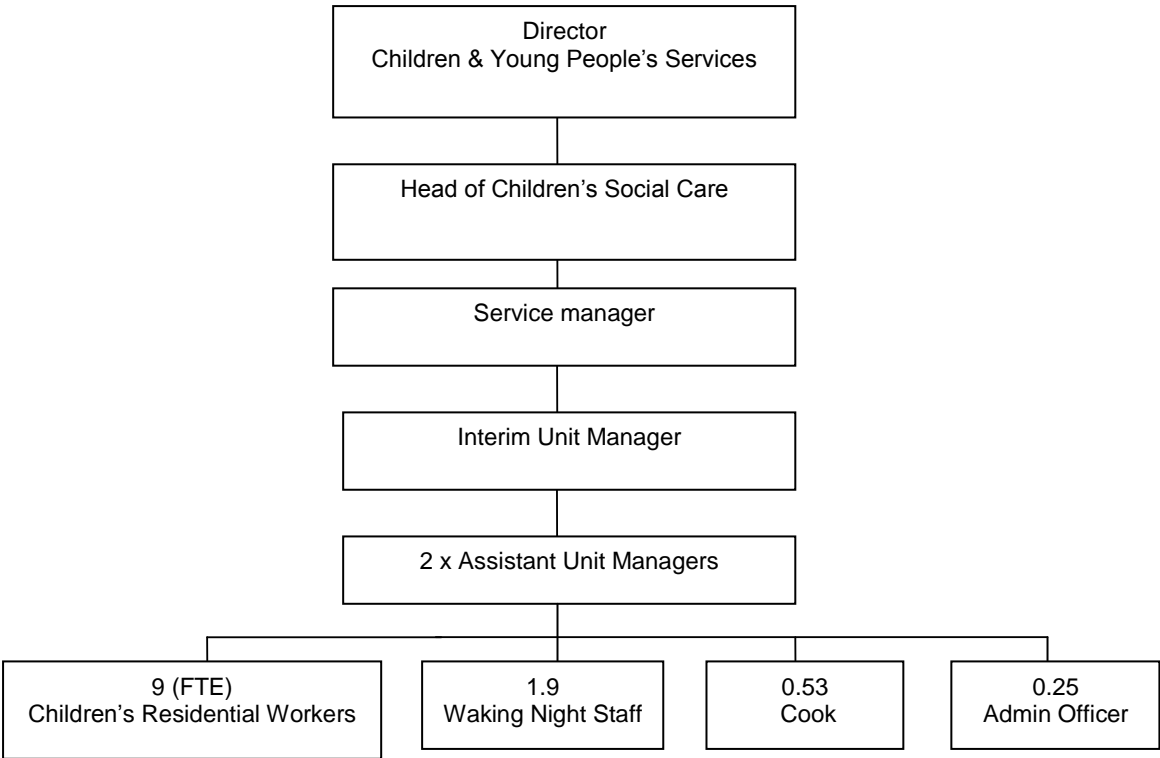 Director
Children & Young People’s Services
Head of Children’s Social Care
Service manager
Interim Unit Manager
2 x Assistant Unit Managers
9 (FTE)
Children’s Residential Workers
1.9
Waking Night Staff
0.53
Cook
0.25
Admin Officer